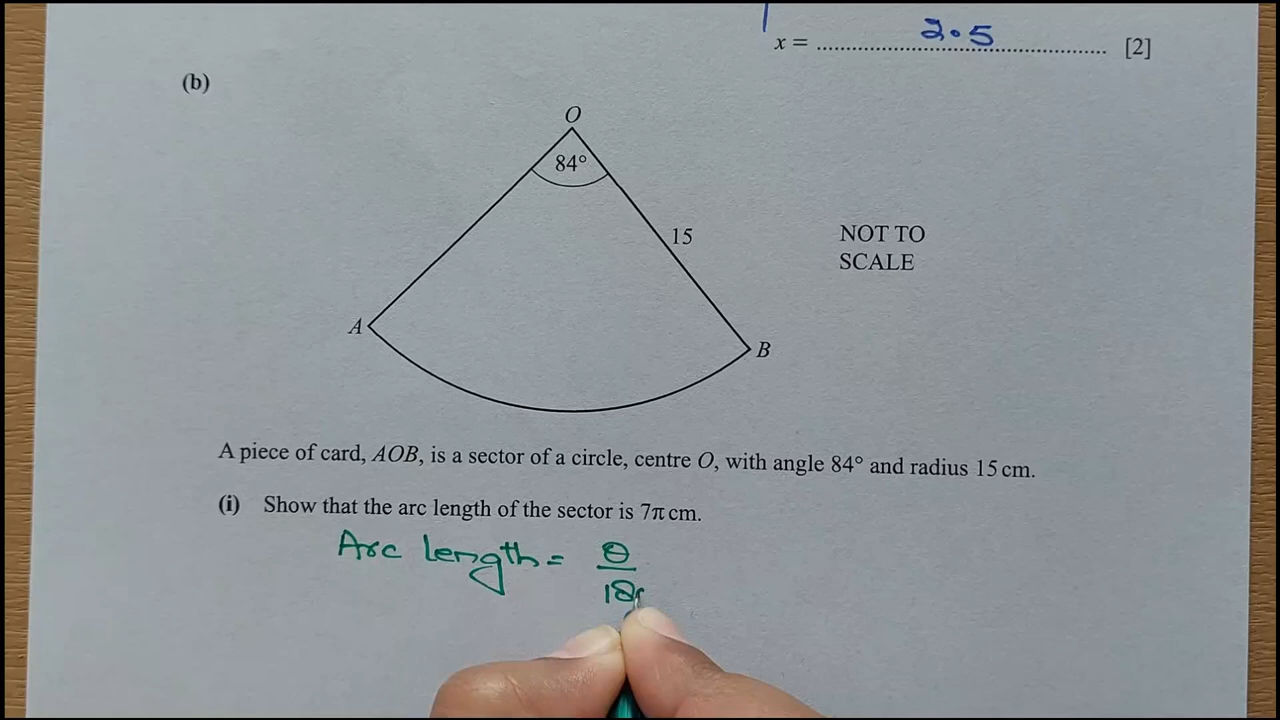 x = 2.5 [2]
(b)
O
84°
15
NOT TO
SCALE
A
B
A piece of card, AOB, is a sector of a circle, centre O, with angle 84° and radius 15 cm.
(i) Show that the arc length of the sector is 7π cm.
Arc length = θ
18